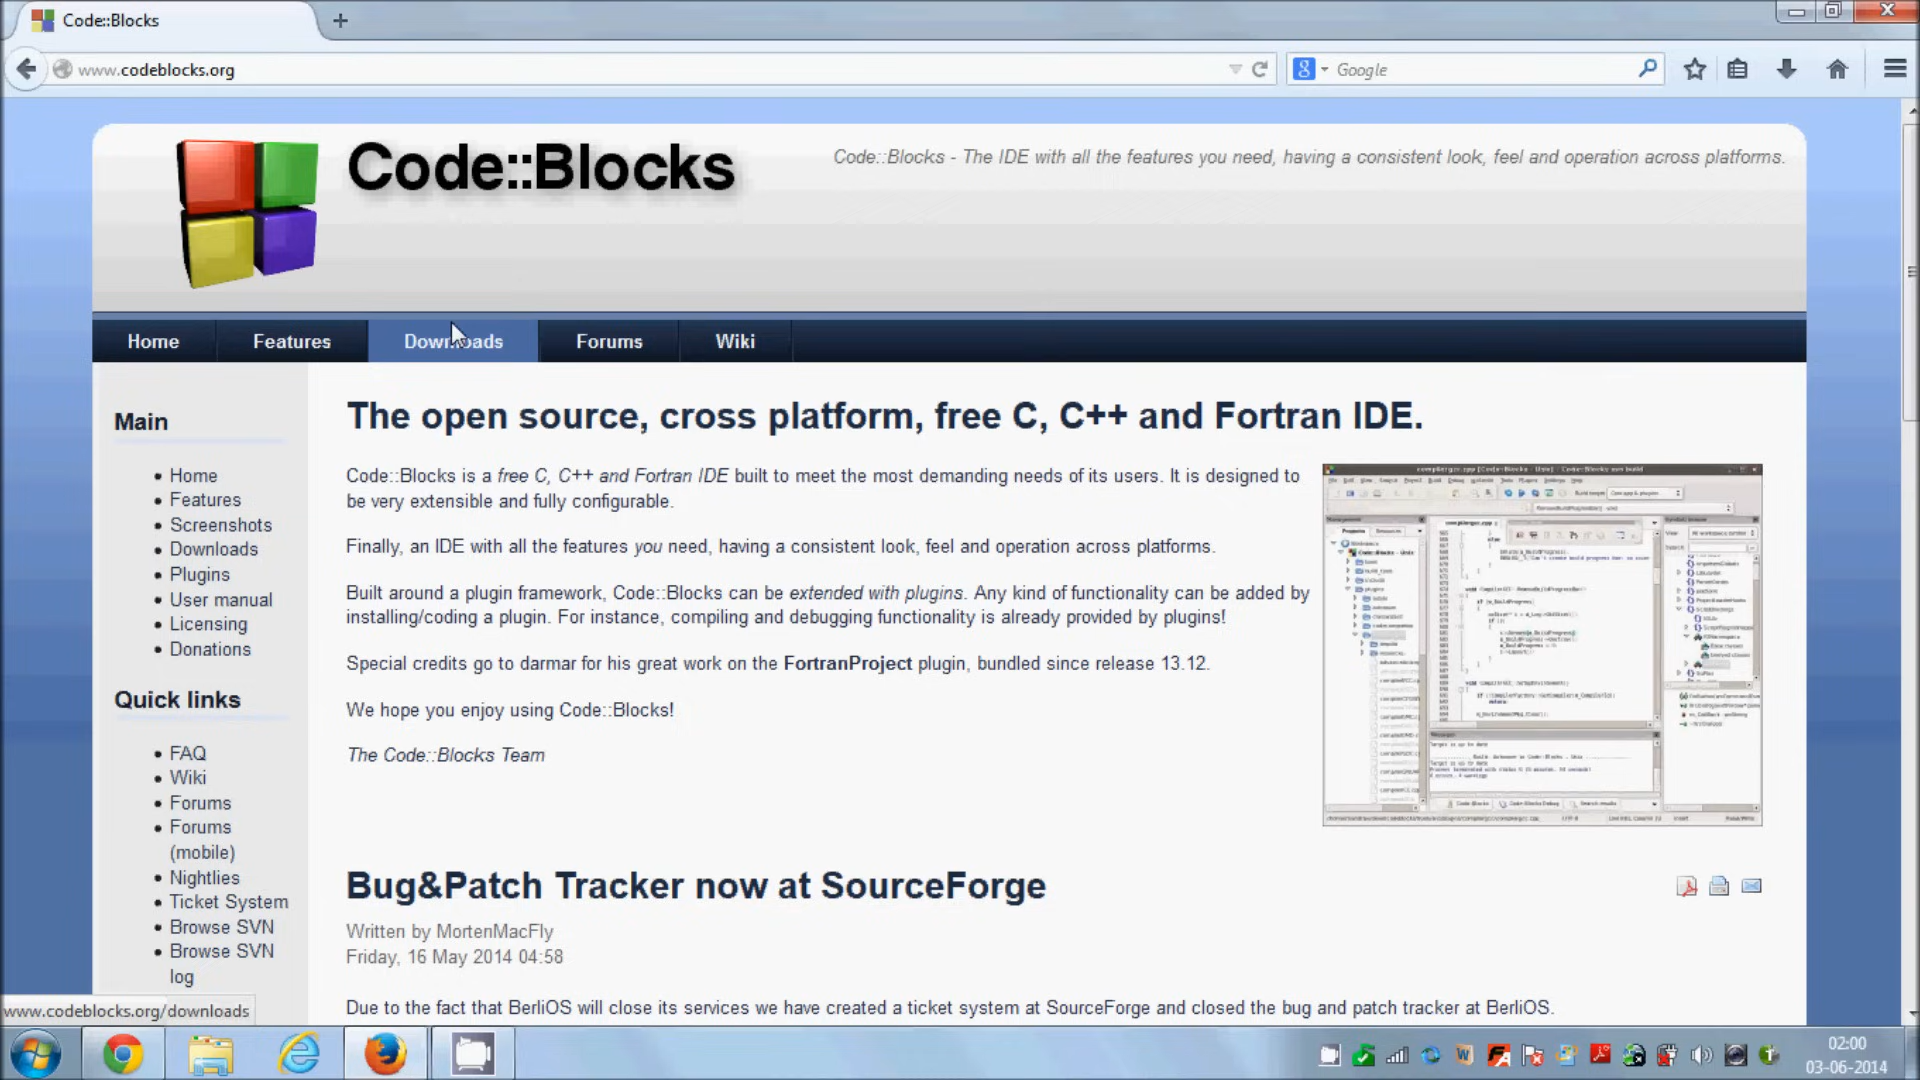 Code::Blocks
www.codeblocks.org
Google
Code::Blocks
Code::Blocks - The IDE with all the features you need, having a consistent look, feel and operation across platforms.
Home
Features
Downloads
Forums
Wiki
Main
Home
Features
Screenshots
Downloads
Plugins
User manual
Licensing
Donations
Quick links
FAQ
Wiki
Forums
Forums
(mobile)
Nightlies
Ticket System
Browse SVN
Browse SVN
log
The open source, cross platform, free C, C++ and Fortran IDE.
Code::Blocks is a free C, C++ and Fortran IDE built to meet the most demanding needs of its users. It is designed to
be very extensible and fully configurable.
Finally, an IDE with all the features you need, having a consistent look, feel and operation across platforms.
Built around a plugin framework, Code::Blocks can be extended with plugins. Any kind of functionality can be added by
installing/coding a plugin. For instance, compiling and debugging functionality is already provided by plugins!
Special credits go to darmar for his great work on the FortranProject plugin, bundled since release 13.12.
We hope you enjoy using Code::Blocks!
The Code::Blocks Team
Bug&Patch Tracker now at SourceForge
Written by MortenMacFly
Friday, 16 May 2014 04:58
Due to the fact that BerliOS will close its services we have created a ticket system at SourceForge and closed the bug and patch tracker at BerliOS.
www.codeblocks.org/downloads
02:00
03-06-2014